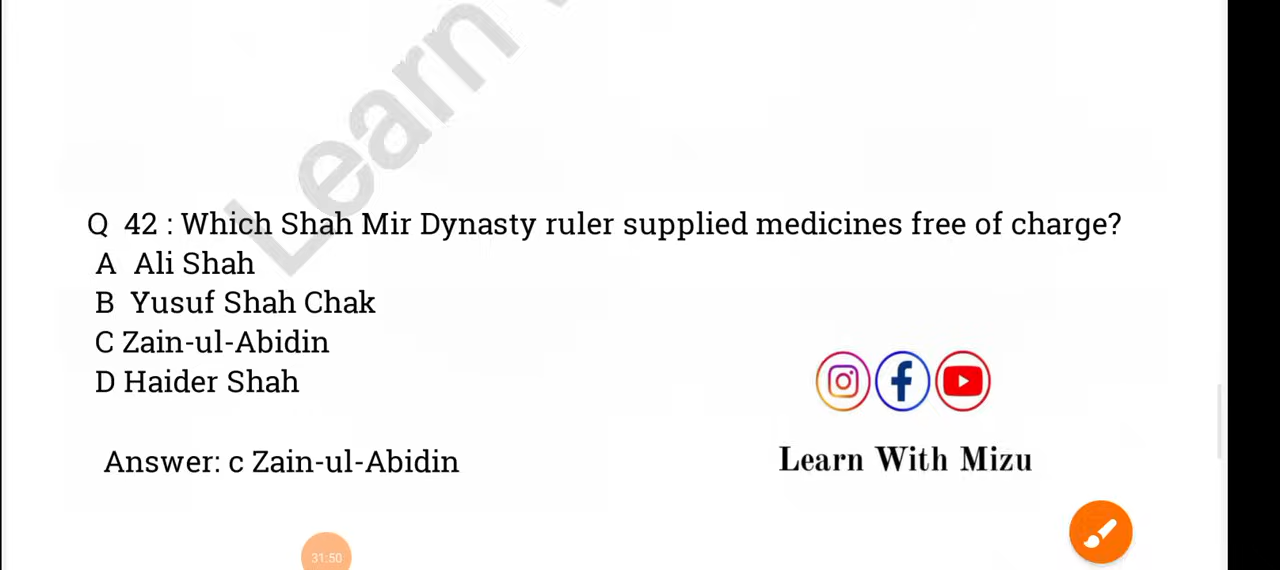 Learn
Q 42 : Which Shah Mir Dynasty ruler supplied medicines free of charge?
A Ali Shah
B Yusuf Shah Chak
C Zain-ul-Abidin
D Haider Shah
Answer: c Zain-ul-Abidin
Learn With Mizu
31:50